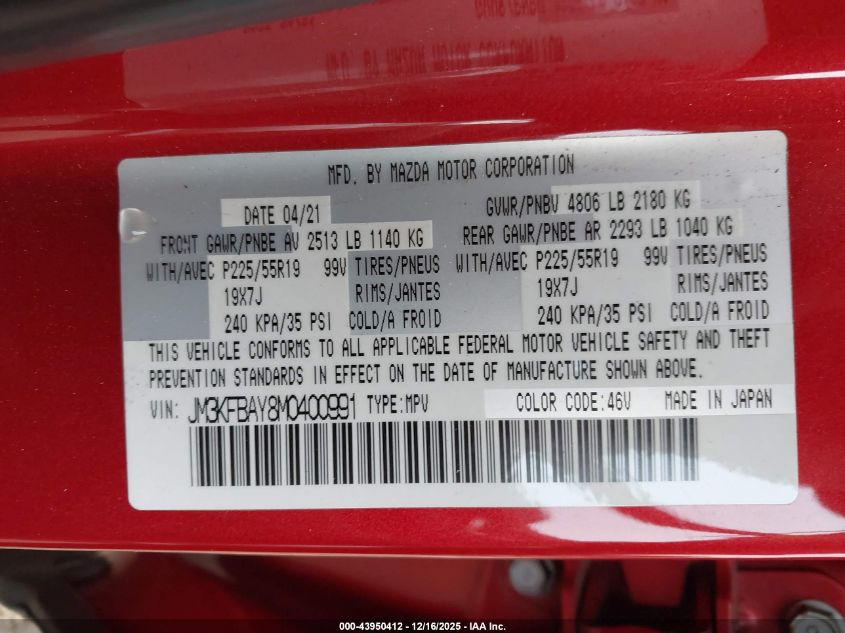 MFD. BY MAZDA MOTOR CORPORATION
DATE 04/21
GVWR/PNBV 4806 LB 2180 KG
FRONT GAWR/PNBE AV 2513 LB 1140 KG
REAR GAWR/PNBE AR 2293 LB 1040 KG
WITH/AVEC P225/55R19 99V TIRES/PNEUS
WITH/AVEC P225/55R19 99V TIRES/PNEUS
19X7J RIMS/JANTES
19X7J RIMS/JANTES
240 KPA/35 PSI COLD/A FROID
240 KPA/35 PSI COLD/A FROID
THIS VEHICLE CONFORMS TO ALL APPLICABLE FEDERAL MOTOR VEHICLE SAFETY AND THEFT
PREVENTION STANDARDS IN EFFECT ON THE DATE OF MANUFACTURE SHOWN ABOVE.
VIN: JM3KFBAY8M0400991 TYPE:MPV COLOR CODE:46V MADE IN JAPAN
000-43950412 - 12/16/2025 - IAA Inc.